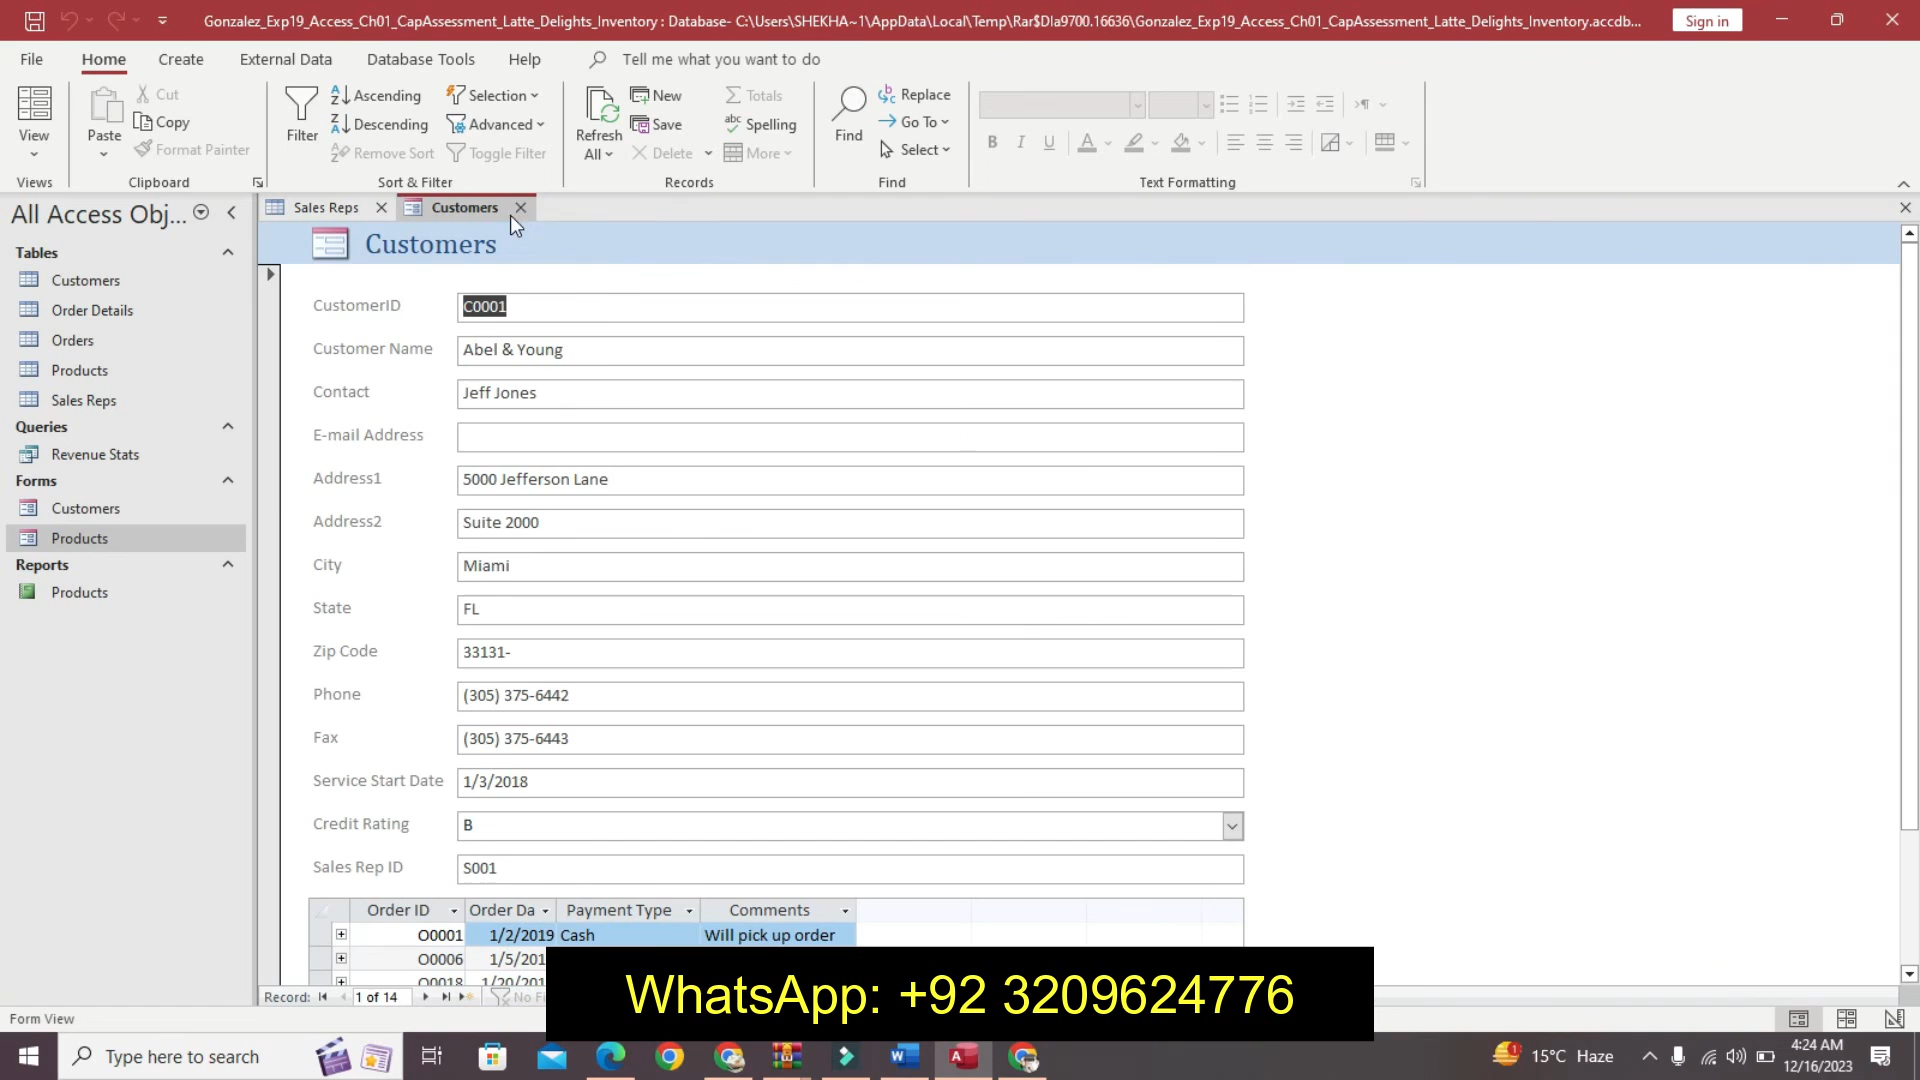 Gonzalez_Exp19_Access_Ch01_CapAssessment_Latte_Delights_Inventory : Database- C:\Users\SHEKHA~1\AppData\Local\Temp\Rar$DIa9700.16636\Gonzalez_Exp19_Access_Ch01_CapAssessment_Latte_Delights_Inventory.accdb... Sign in
File Home Create External Data Database Tools Help Tell me what you want to do
View
Views
Paste
Cut
Copy
Format Painter
Clipboard
Filter
Ascending
Descending
Remove Sort
Selection
Advanced
Toggle Filter
Sort & Filter
Refresh
All
New
Save
Delete
Totals
Spelling
More
Records
Find
Replace
Go To
Select
Find
B I U
Text Formatting
All Access Obj...
Tables
Customers
Order Details
Orders
Products
Sales Reps
Queries
Revenue Stats
Forms
Customers
Products
Reports
Products
Sales Reps Customers
Customers
CustomerID C0001
Customer Name Abel & Young
Contact Jeff Jones
E-mail Address
Address1 5000 Jefferson Lane
Address2 Suite 2000
City Miami
State FL
Zip Code 33131-
Phone (305) 375-6442
Fax (305) 375-6443
Service Start Date 1/3/2018
Credit Rating B
Sales Rep ID S001
Order ID Order Da Payment Type Comments
O0001 1/2/2019 Cash Will pick up order
O0006 1/5/201
O0018 1/20/201
Record: 1 of 14 No Fi
WhatsApp: +92 3209624776
Form View
Type here to search
15°C Haze
4:24 AM
12/16/2023